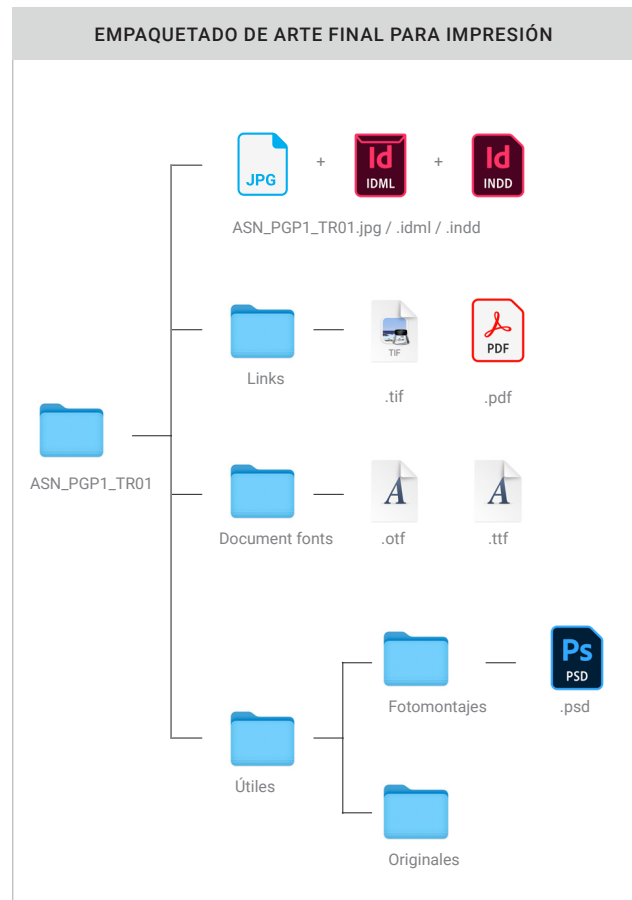 EMPAQUETADO DE ARTE FINAL PARA IMPRESIÓN
JPG
+
Id
IDML
+
Id
INDD
ASN_PGP1_TR01.jpg / .idml / .indd
Links
TIF
.tif
PDF
.pdf
ASN_PGP1_TR01
Document fonts
A
.otf
A
.ttf
Fotomontajes
Ps
PSD
.psd
Útiles
Originales